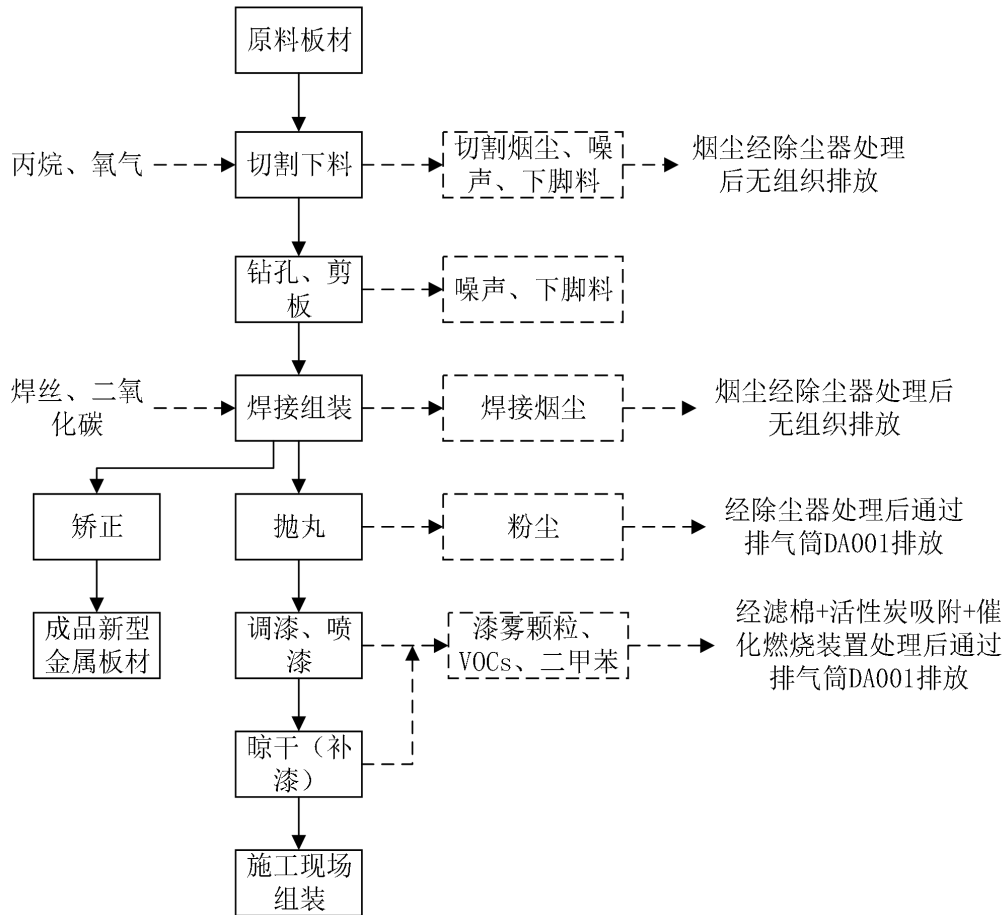 原料板材
丙烷、氧气
切割下料
切割烟尘、噪
声、下脚料
烟尘经除尘器处理
后无组织排放
钻孔、剪
板
噪声、下脚料
焊丝、二氧
化碳
焊接组装
焊接烟尘
烟尘经除尘器处理后
无组织排放
矫正
抛丸
粉尘
经除尘器处理后通过
排气筒DA001排放
成品新型
金属板材
调漆、喷
漆
漆雾颗粒、
VOCs、二甲苯
经滤棉+活性炭吸附+催
化燃烧装置处理后通过
排气筒DA001排放
晾干（补
漆）
施工现场
组装